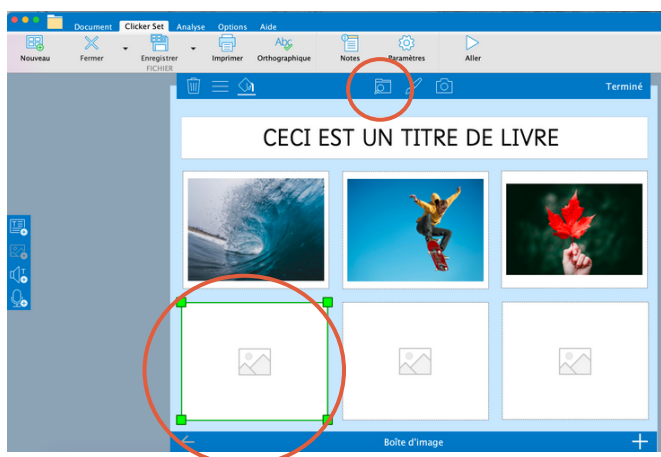 Document Clicker Set Analyse Options Aide
Nouveau Fermer Enregistrer Imprimer Orthographique Notes Paramètres Aller
FICHIER
Terminé
CECI EST UN TITRE DE LIVRE
Boîte d'image